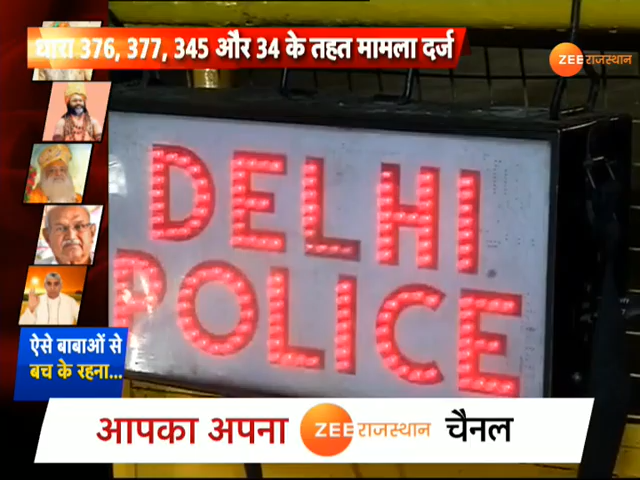 धारा 376, 377, 345 और 34 के तहत मामला दर्ज
ZEE राजस्थान
DELHI
POLICE
ऐसे बाबाओं से
बच के रहना...
आपका अपना ZEE राजस्थान चैनल